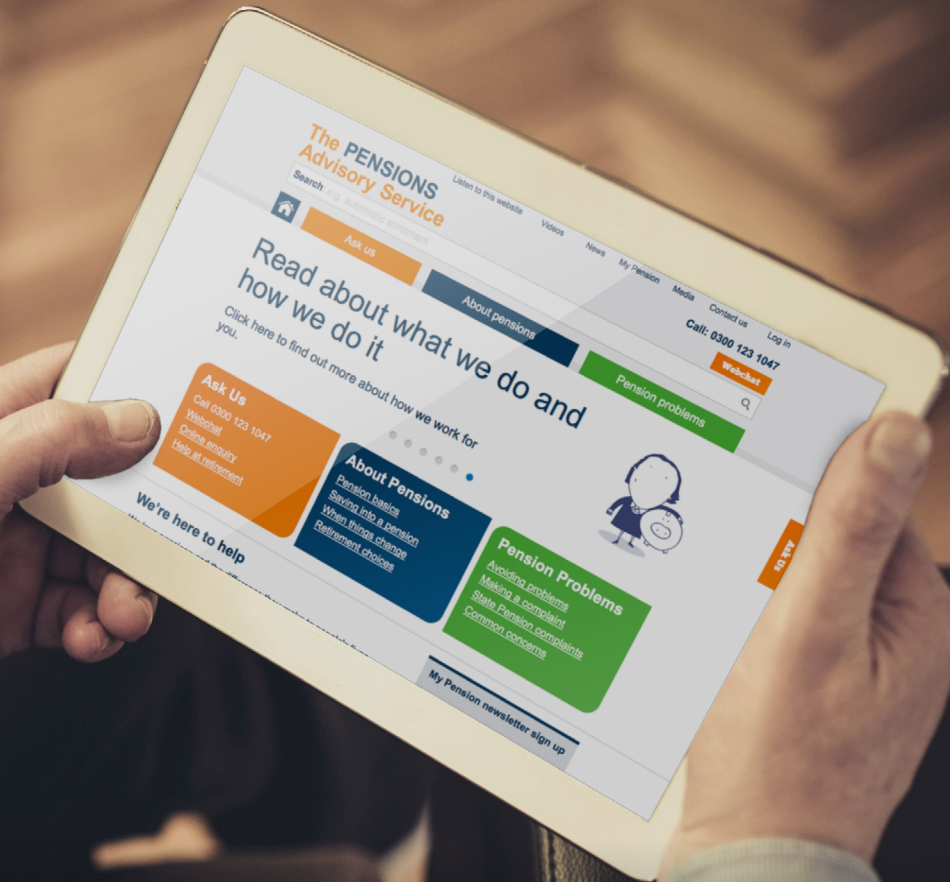 The PENSIONS
Advisory Service
Listen to this website
Videos
News
My Pension
Media
Contact us
Log in
Call: 0300 123 1047
Webchat
Search e.g. automatic enrolment
Ask us
About pensions
Pension problems
Read about what we do and
how we do it
Click here to find out more about how we work for
you.
Ask Us
Call 0300 123 1047
Webchat
Online enquiry
Help at retirement
About Pensions
Pension basics
Saving into a pension
When things change
Retirement choices
Pension Problems
Avoiding problems
Making a complaint
State Pension complaints
Common concerns
Ask Us
We're here to help
My Pension newsletter sign up